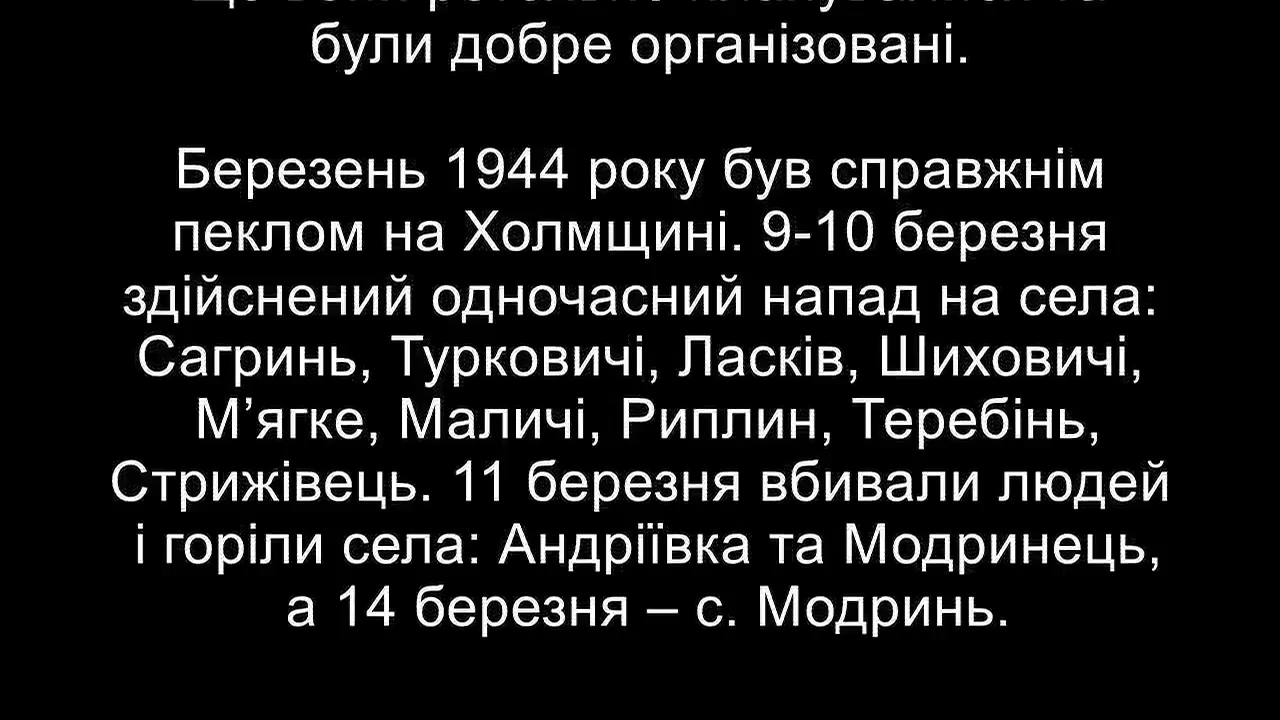 були добре організовані.
Березень 1944 року був справжнім
пеклом на Холмщині. 9-10 березня
здійснений одночасний напад на села:
Сагринь, Турковичі, Ласків, Шиховичі,
М’ягке, Маличі, Риплин, Теребінь,
Стрижівець. 11 березня вбивали людей
і горіли села: Андріївка та Модринець,
а 14 березня – с. Модринь.